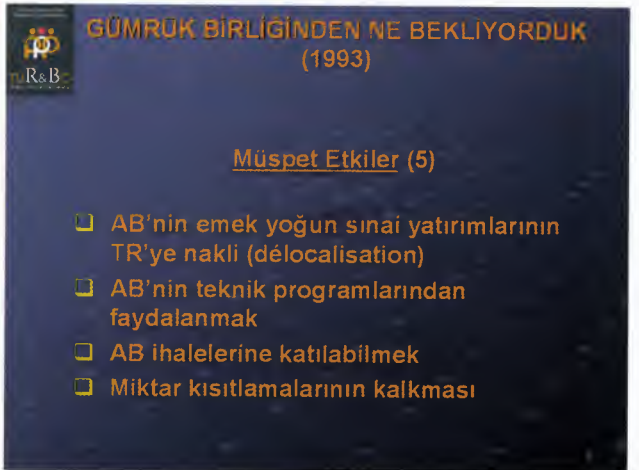 GÜMRÜK BİRLİĞİNDEN NE BEKLİYORDUK
(1993)
R&B
Müspet Etkiler (5)
AB'nin emek yoğun sınai yatırımlarının
TR'ye nakli (délocalisation)
AB'nin teknik programlarından
faydalanmak
AB ihalelerine katılabilmek
Miktar kısıtlamalarının kalkması